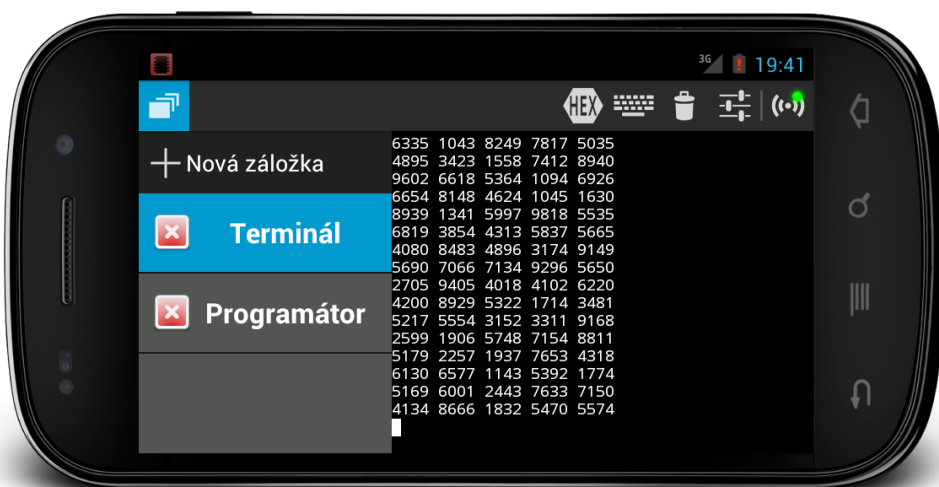 3G 19:41
HEX
Nová záložka
Terminál
Programátor
6335 1043 8249 7817 5035
4895 3423 1558 7412 8940
9602 6618 5364 1094 6926
6654 8148 4624 1045 1630
8939 1341 5997 9818 5535
6819 3854 4313 5837 5665
4080 8483 4896 3174 9149
5690 7066 7134 9296 5650
2705 9405 4018 4102 6220
4200 8929 5322 1714 3481
5217 5554 3152 3311 9168
2599 1906 5748 7154 8811
5179 2257 1937 7653 4318
6130 6577 1143 5392 1774
5169 6001 2443 7633 7150
4134 8666 1832 5470 5574